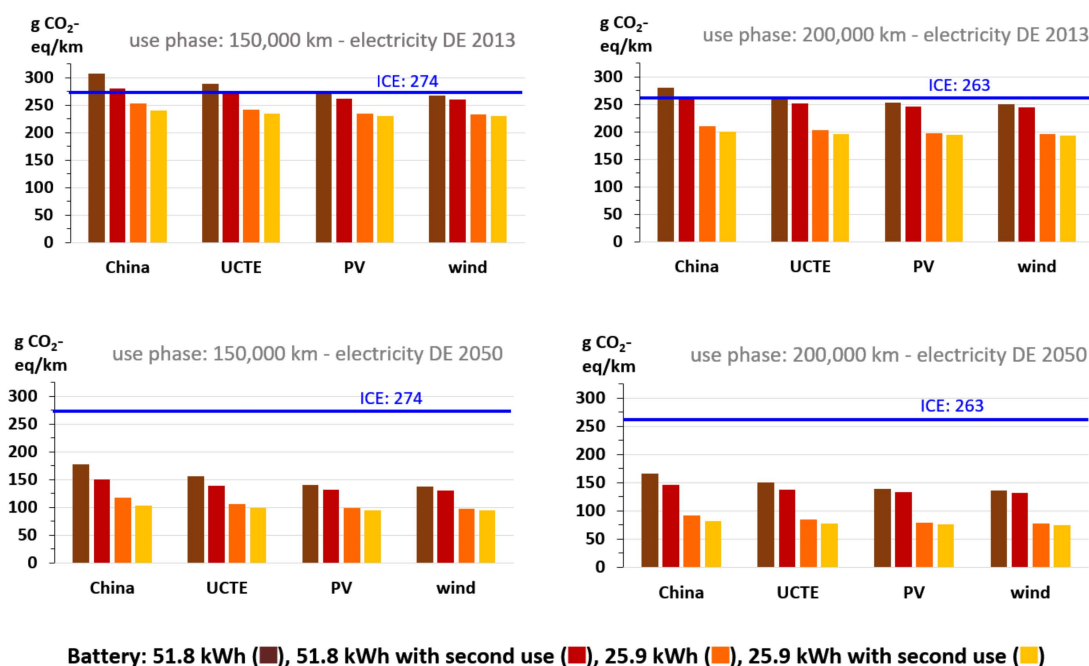 g CO₂-
eq/km
use phase: 150,000 km - electricity DE 2013
300
250
200
150
100
50
0
ICE: 274
China
UCTE
PV
wind
g CO₂-
eq/km
use phase: 200,000 km - electricity DE 2013
300
250
200
150
100
50
0
ICE: 263
China
UCTE
PV
wind
g CO₂-
eq/km
use phase: 150,000 km - electricity DE 2050
300
250
200
150
100
50
0
ICE: 274
China
UCTE
PV
wind
g CO₂-
eq/km
use phase: 200,000 km - electricity DE 2050
300
250
200
150
100
50
0
ICE: 263
China
UCTE
PV
wind
Battery: 51.8 kWh (■), 51.8 kWh with second use (■), 25.9 kWh (■), 25.9 kWh with second use (■)